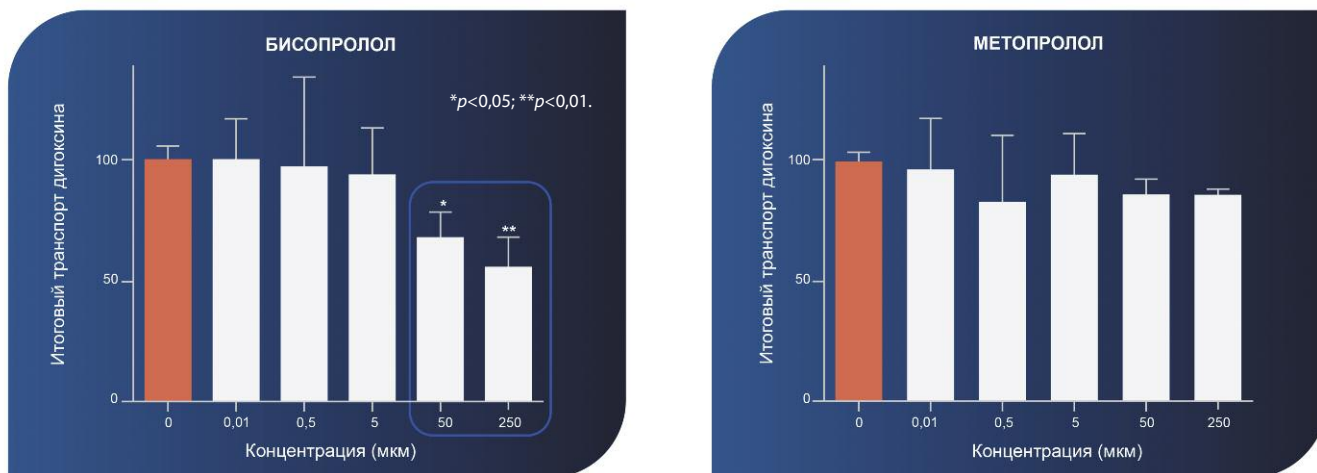 БИСОПРОЛОЛ
*p<0,05; **p<0,01.
Итоговый транспорт дигоксина
100
50
0
*
**
0 0,01 0,5 5 50 250
Концентрация (мкм)
МЕТОПРОЛОЛ
Итоговый транспорт дигоксина
100
50
0
0 0,01 0,5 5 50 250
Концентрация (мкм)